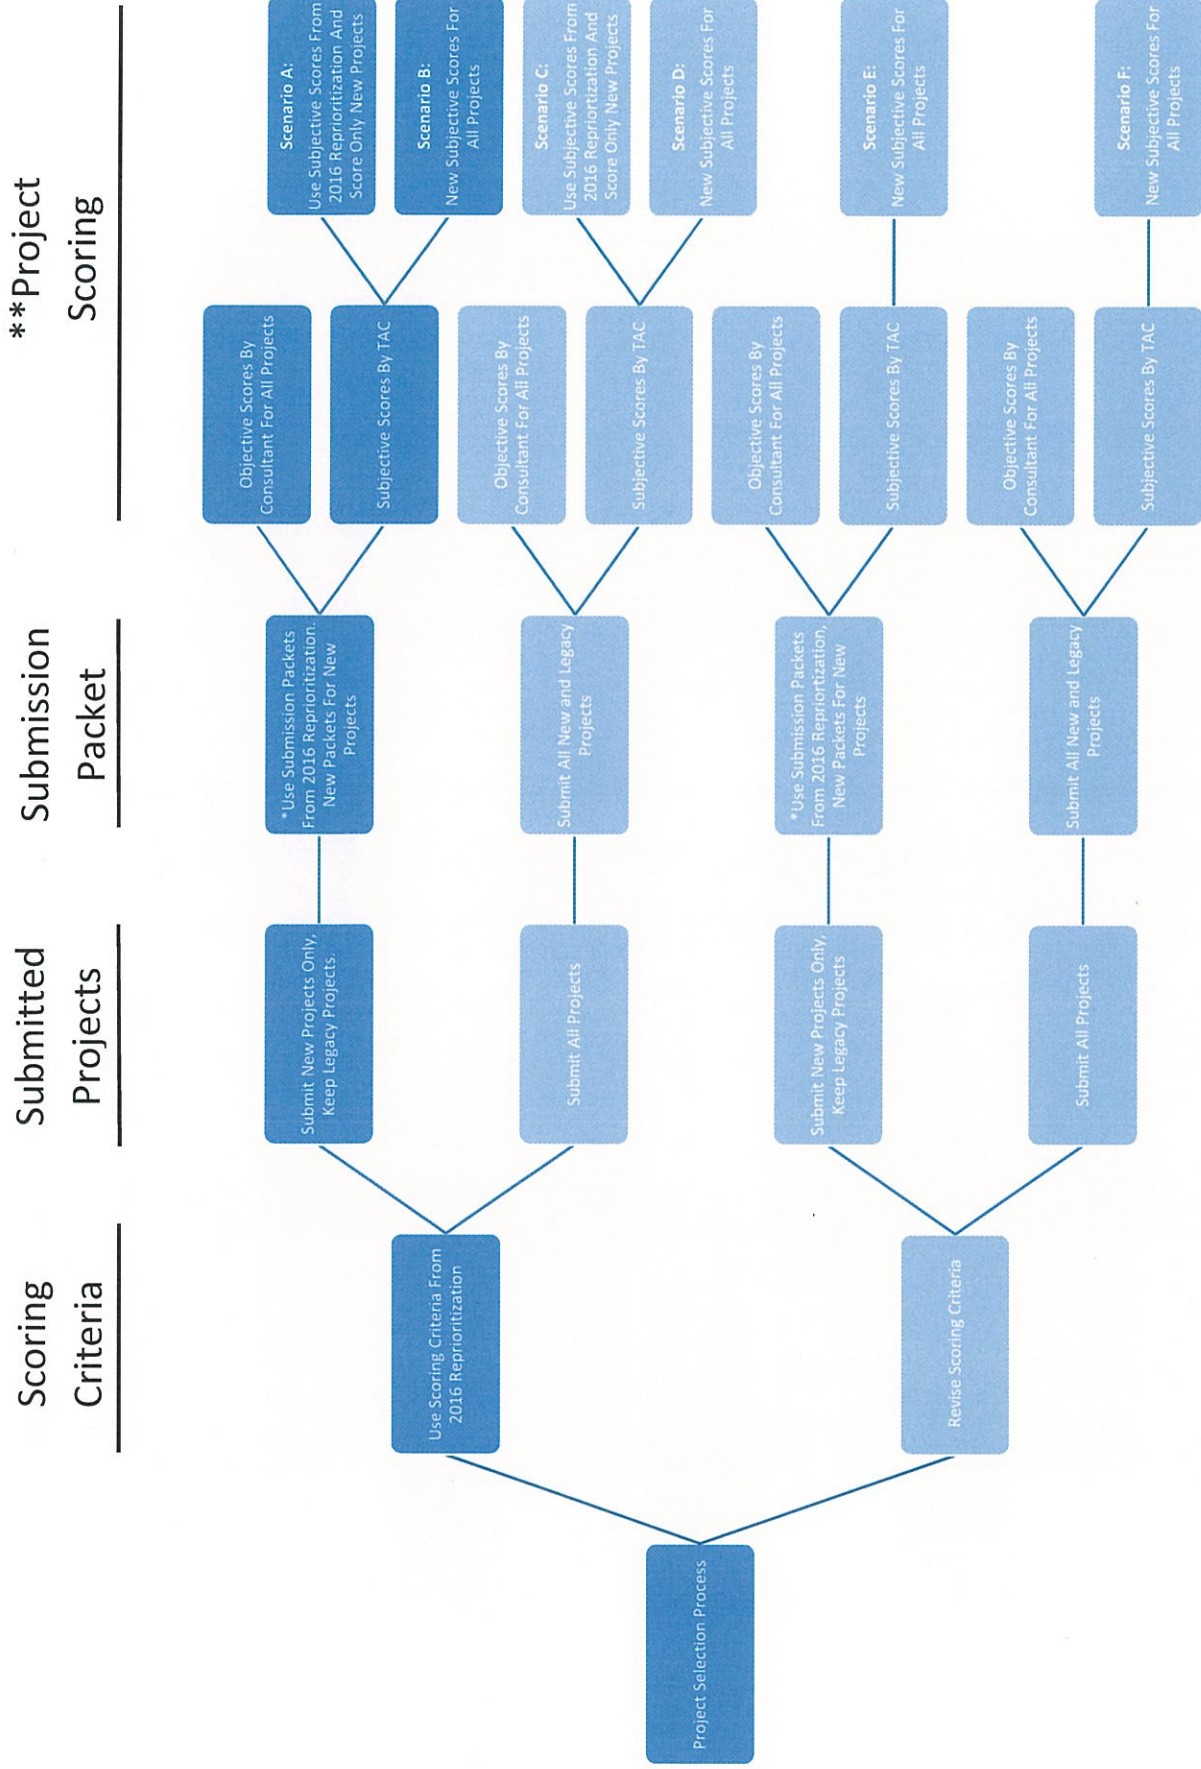 Scoring
Criteria
Submitted
Projects
Submission
Packet
**Project
Scoring
Project Selection Process
Use Scoring Criteria From
2016 Reprioritization
Revise Scoring Criteria
Submit New Projects Only,
Keep Legacy Projects.
Submit All Projects
Submit New Projects Only,
Keep Legacy Projects
Submit All Projects
*Use Submission Packets
From 2016 Reprioritization.
New Packets For New
Projects
Submit All New and Legacy
Projects
*Use Submission Packets
From 2016 Repriortization,
New Packets For New
Projects
Submit All New and Legacy
Projects
Objective Scores By
Consultant For All Projects
Subjective Scores By TAC
Objective Scores By
Consultant For All Projects
Subjective Scores By TAC
Objective Scores By
Consultant For All Projects
Subjective Scores By TAC
Objective Scores By
Consultant For All Projects
Subjective Scores By TAC
Scenario A:
Use Subjective Scores From
2016 Reprioritization And
Score Only New Projects
Scenario B:
New Subjective Scores For
All Projects
Scenario C:
Use Subjective Scores From
2016 Repriortization And
Score Only New Projects
Scenario D:
New Subjective Scores For
All Projects
Scenario E:
New Subjective Scores For
All Projects
Scenario F:
New Subjective Scores For
All Projects